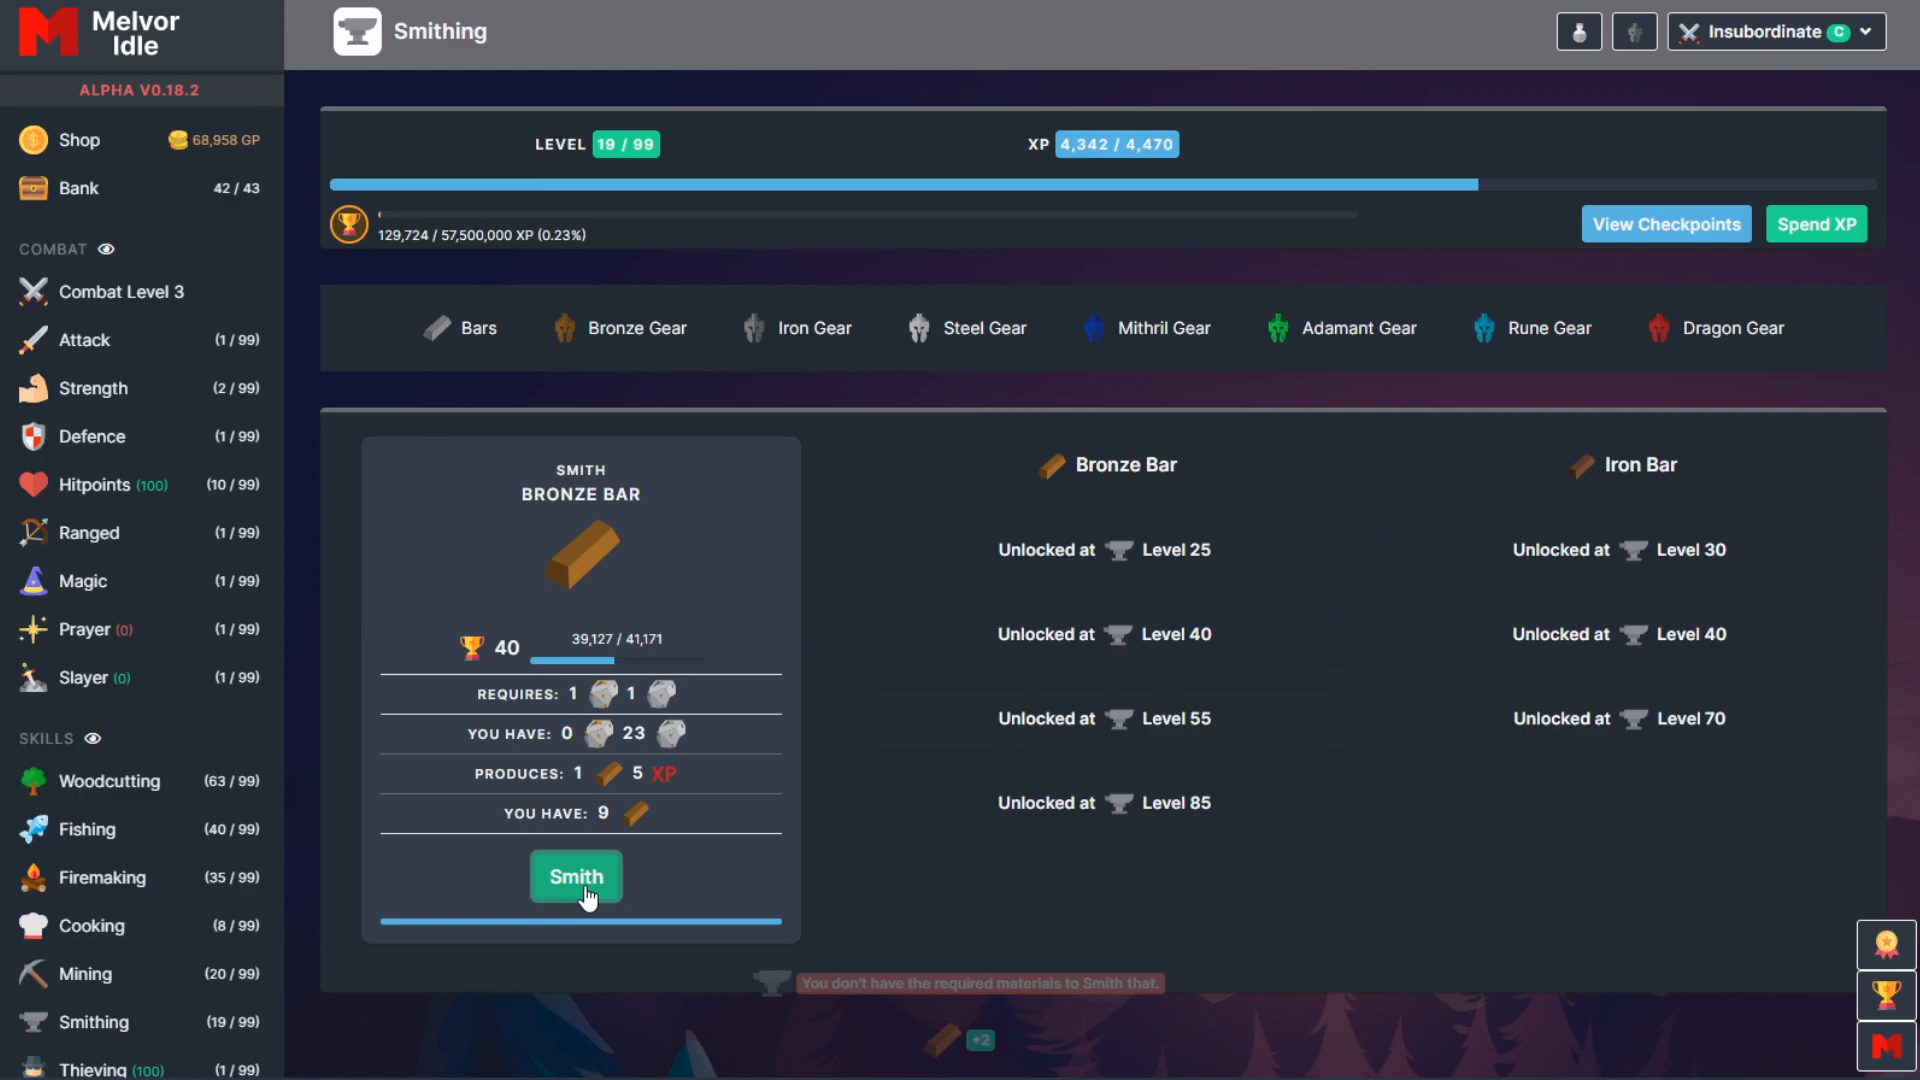 Melvor
Idle
ALPHA V0.18.2
Shop 68,958 GP
Bank 42 / 43
COMBAT
Combat Level 3
Attack (1 / 99)
Strength (2 / 99)
Defence (1 / 99)
Hitpoints (100) (10 / 99)
Ranged (1 / 99)
Magic (1 / 99)
Prayer (0) (1 / 99)
Slayer (0) (1 / 99)
SKILLS
Woodcutting (63 / 99)
Fishing (40 / 99)
Firemaking (35 / 99)
Cooking (8 / 99)
Mining (20 / 99)
Smithing (19 / 99)
Thieving (100) (1 / 99)
Smithing
Insubordinate C
LEVEL 19 / 99
XP 4,342 / 4,470
129,724 / 57,500,000 XP (0.23%)
View Checkpoints
Spend XP
Bars
Bronze Gear
Iron Gear
Steel Gear
Mithril Gear
Adamant Gear
Rune Gear
Dragon Gear
SMITH
BRONZE BAR
40 39,127 / 41,171
REQUIRES: 1 1
YOU HAVE: 0 23
PRODUCES: 1 5 XP
YOU HAVE: 9
Smith
Bronze Bar
Unlocked at Level 25
Unlocked at Level 40
Unlocked at Level 55
Unlocked at Level 85
Iron Bar
Unlocked at Level 30
Unlocked at Level 40
Unlocked at Level 70
You don't have the required materials to Smith that.
+2